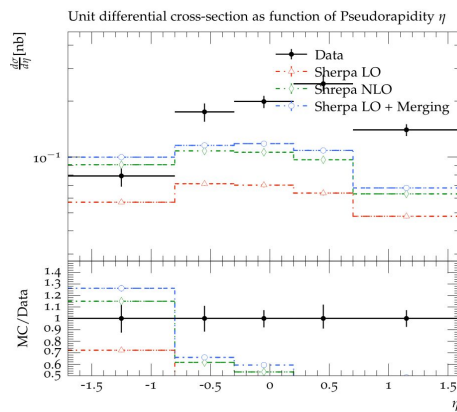 Unit differential cross-section as function of Pseudorapidity η
dσ/dη [nb]
Data
Sherpa LO
Shrepa NLO
Sherpa LO + Merging
10⁻¹
MC/Data
1.4
1.3
1.2
1.1
1
0.9
0.8
0.7
0.6
0.5
-1.5 -1 -0.5 0 0.5 1 1.5
η